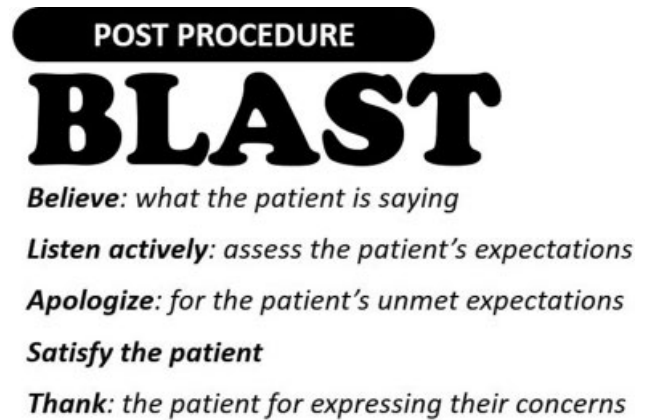 POST PROCEDURE
BLAST
Believe: what the patient is saying
Listen actively: assess the patient's expectations
Apologize: for the patient's unmet expectations
Satisfy the patient
Thank: the patient for expressing their concerns